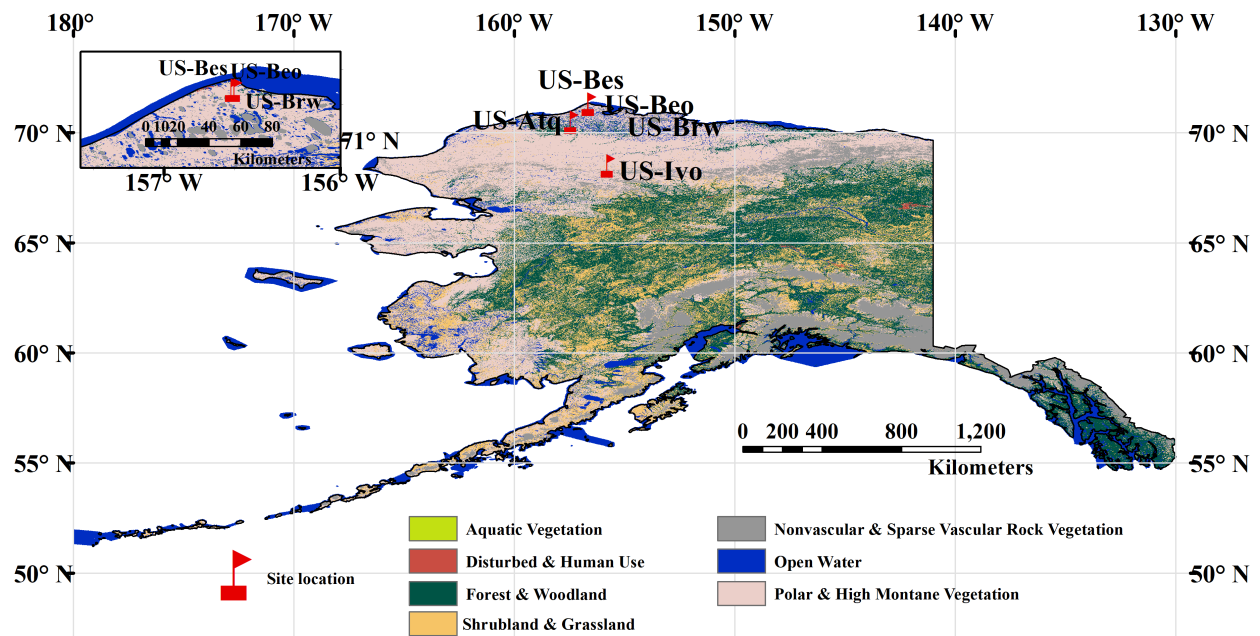 180° 170° W 160° W 150° W 140° W 130° W
US-Bes US-Beo
US-Brw
0 10 20 40 60 80
Kilometers
71° N
157° W 156° W
US-Bes
US-Beo
US-Atq US-Brw
US-Ivo
70° N 70° N
65° N 65° N
60° N 60° N
55° N 55° N
50° N 50° N
0 200 400 800 1,200
Kilometers
Site location
Aquatic Vegetation
Disturbed & Human Use
Forest & Woodland
Shrubland & Grassland
Nonvascular & Sparse Vascular Rock Vegetation
Open Water
Polar & High Montane Vegetation